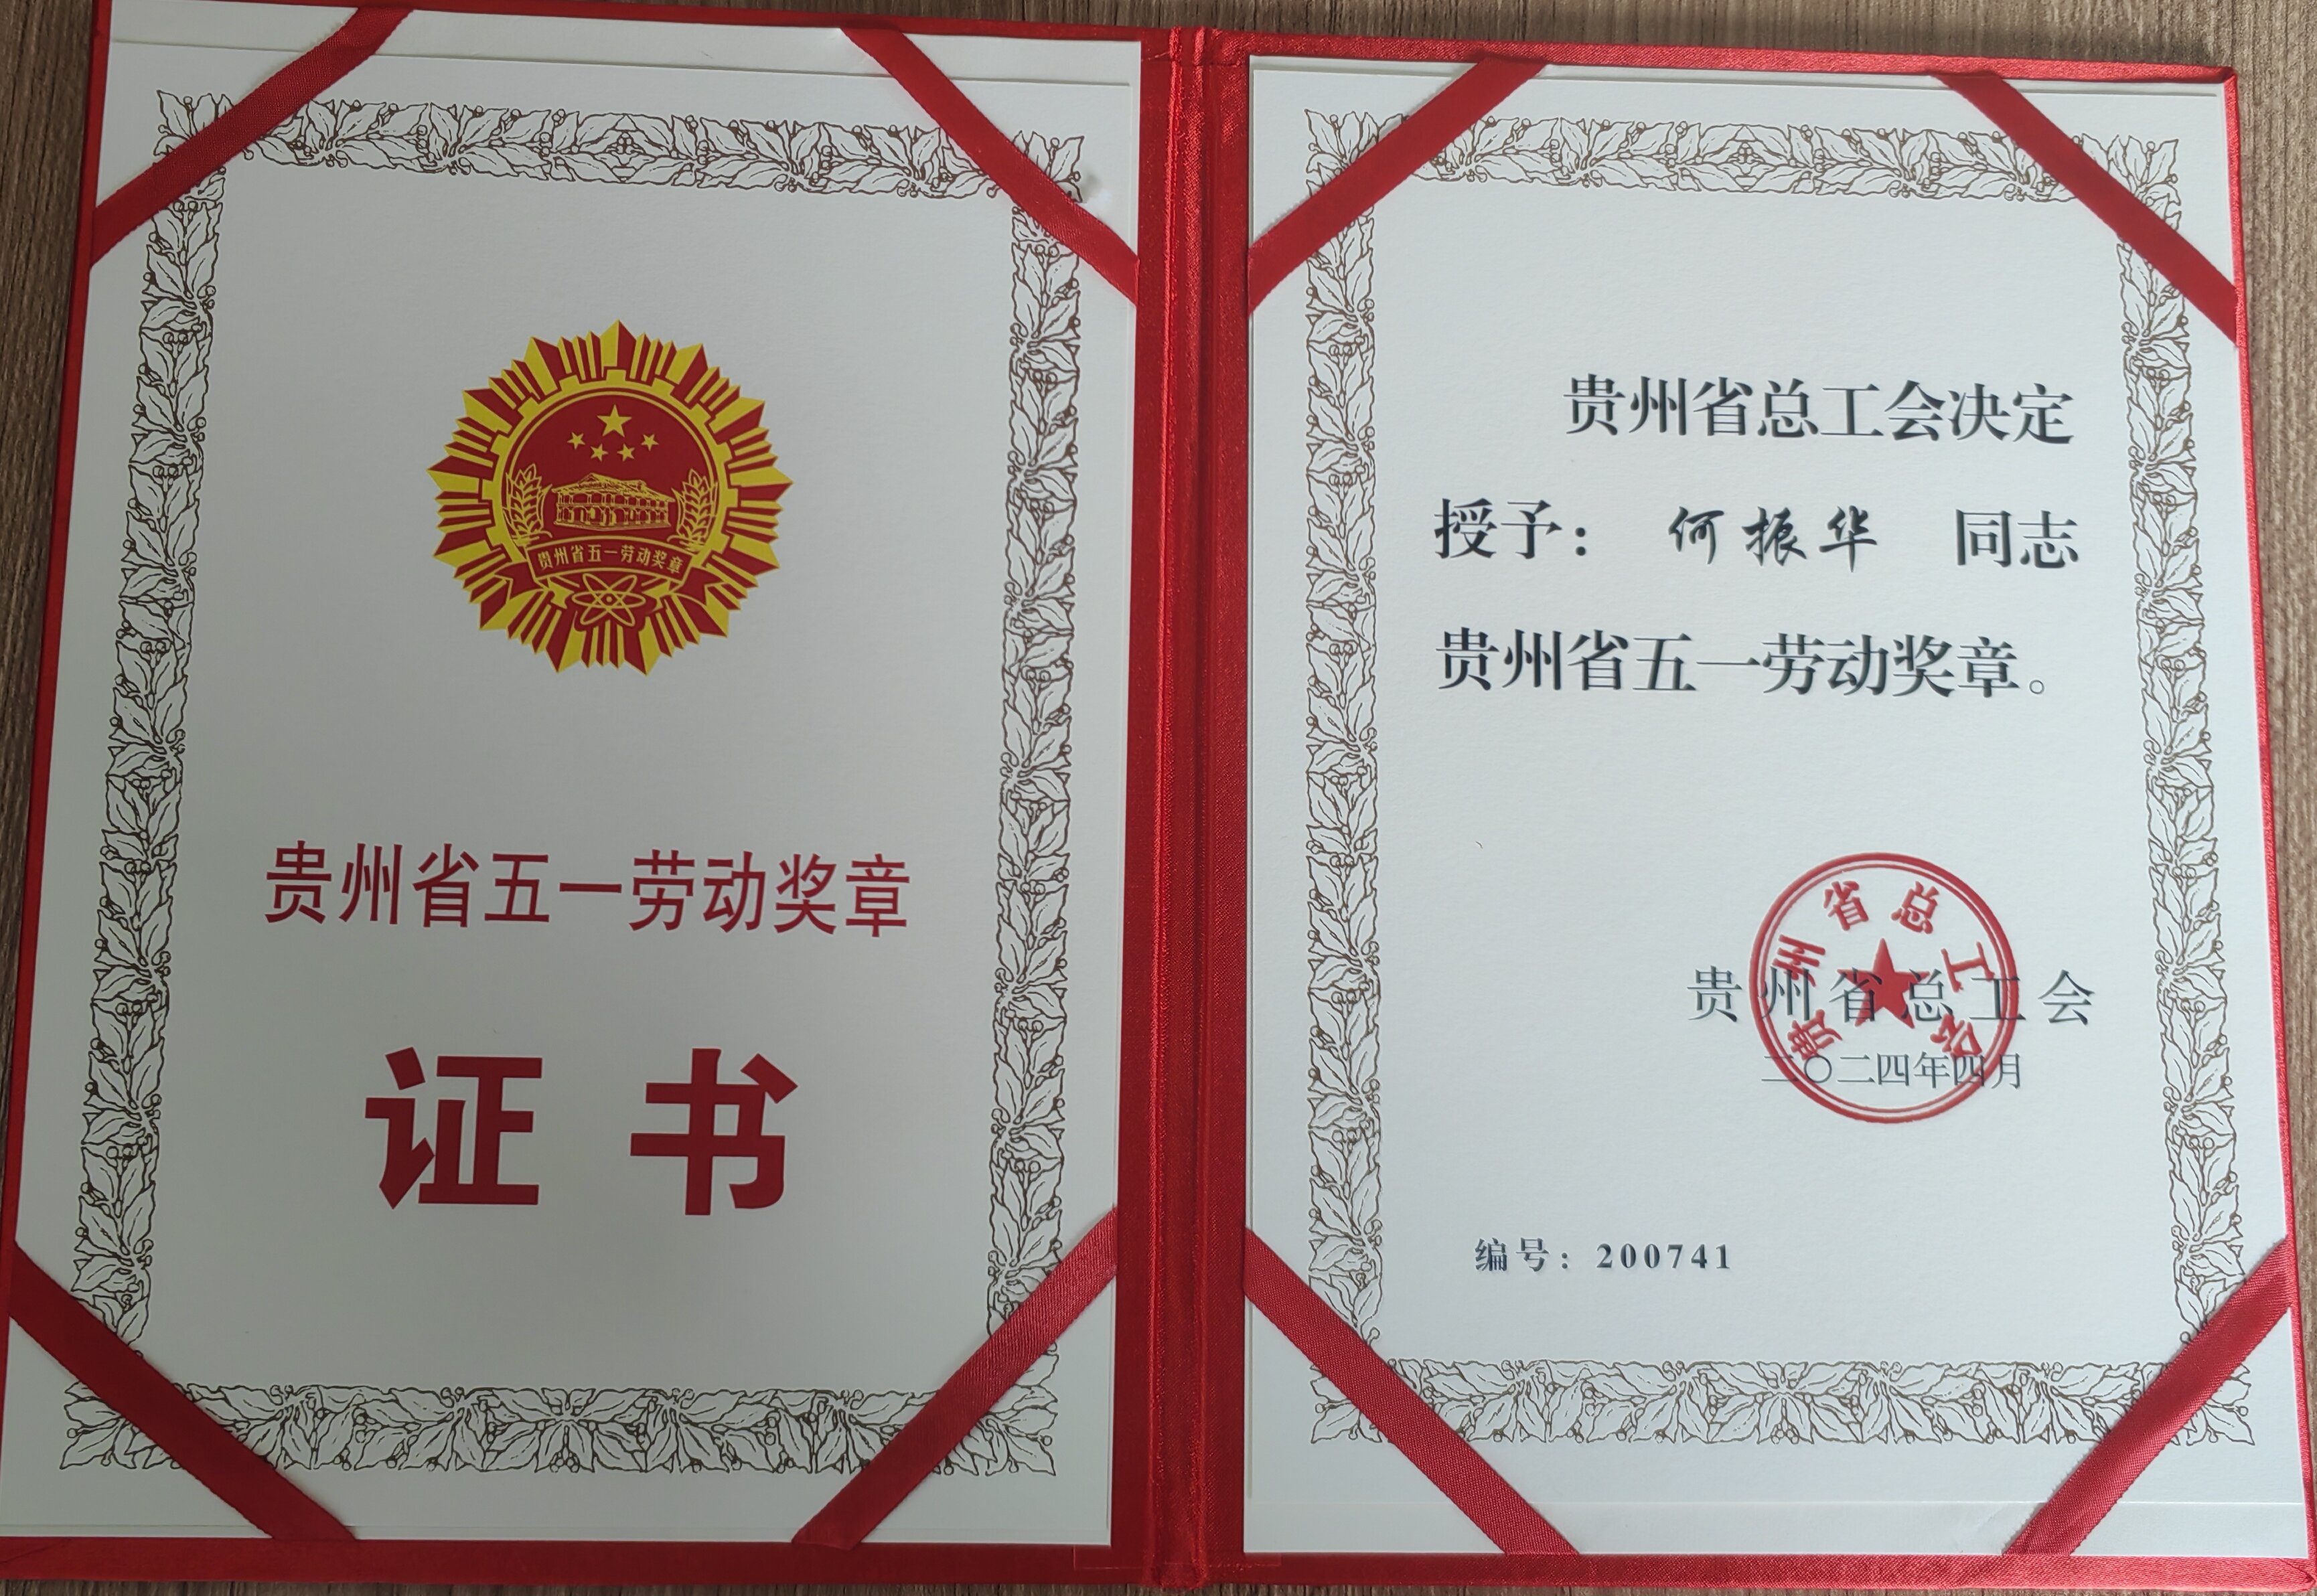 贵州省五一劳动奖章
贵州省五一劳动奖章
证书
贵州省总工会决定
授予： 何振华 同志
贵州省五一劳动奖章。
贵州省总工会
贵州省总工会
二〇二四年四月
编号：200741